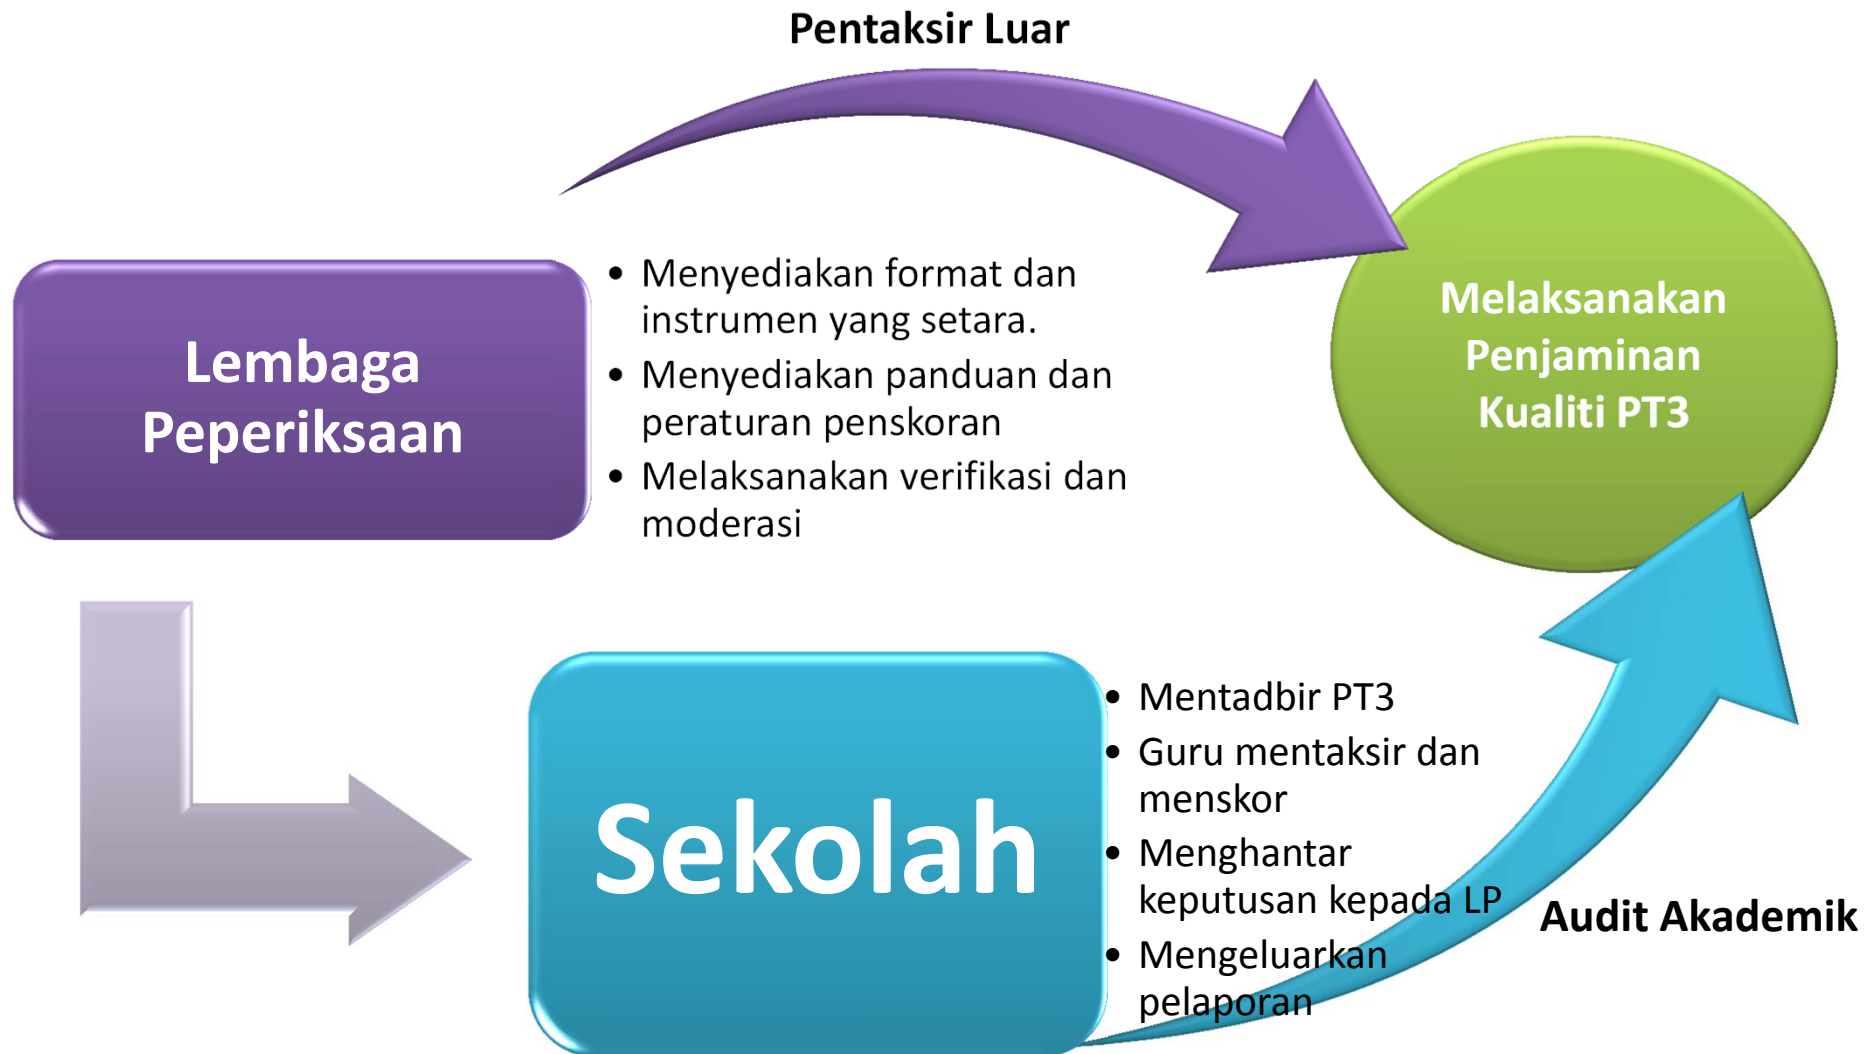 Pentaksir Luar
Lembaga
Peperiksaan
• Menyediakan format dan
instrumen yang setara.
• Menyediakan panduan dan
peraturan penskoran
• Melaksanakan verifikasi dan
moderasi
Melaksanakan
Penjaminan
Kualiti PT3
Sekolah
• Mentadbir PT3
• Guru mentaksir dan
menskor
• Menghantar
keputusan kepada LP
• Mengeluarkan
pelaporan
Audit Akademik